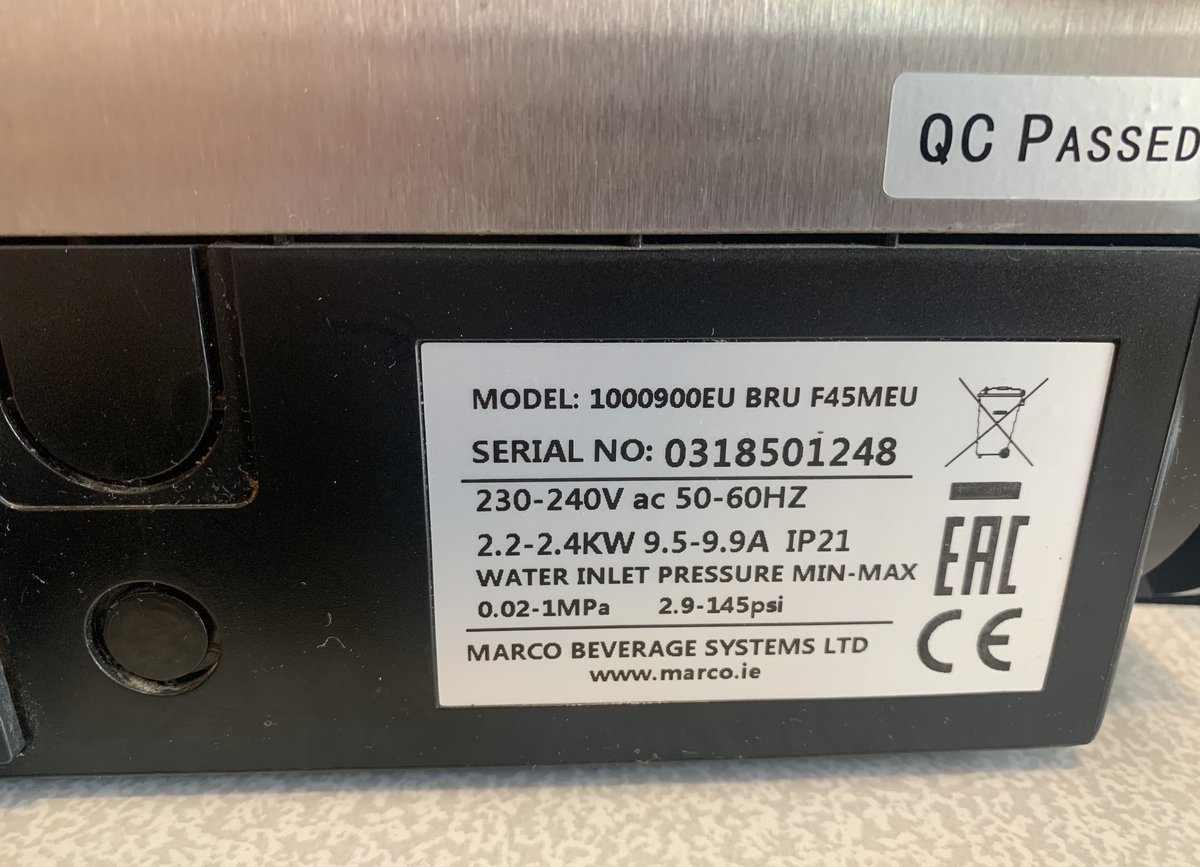 QC PASSED
MODEL: 1000900EU BRU F45MEU
SERIAL NO: 0318501248
230-240V ac 50-60HZ
2.2-2.4KW 9.5-9.9A IP21
WATER INLET PRESSURE MIN-MAX
0.02-1MPa 2.9-145psi
MARCO BEVERAGE SYSTEMS LTD
www.marco.ie
EAC
CE